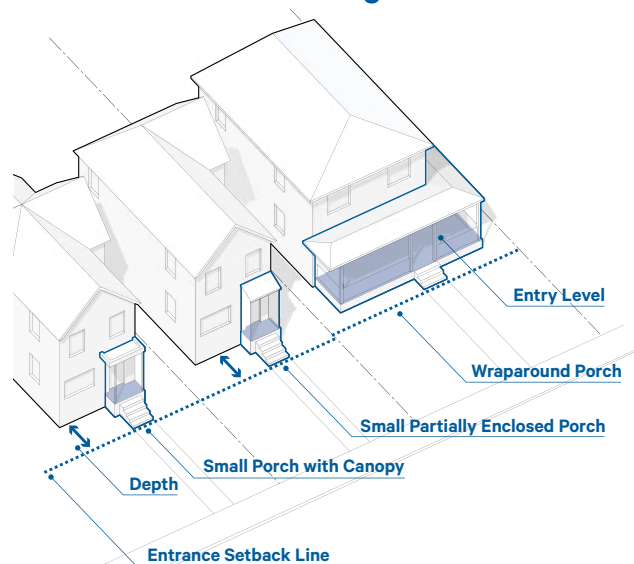 Entry Level
Wraparound Porch
Small Partially Enclosed Porch
Small Porch with Canopy
Depth
Entrance Setback Line